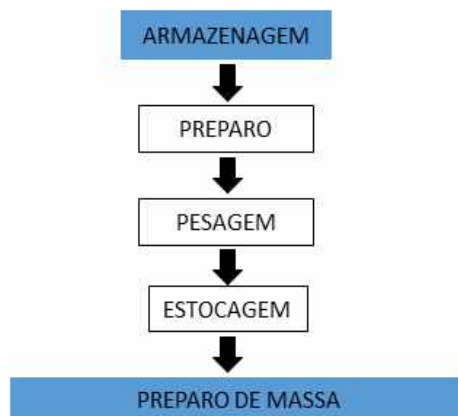 ARMAZENAGEM
PREPARO
PESAGEM
ESTOCAGEM
PREPARO DE MASSA